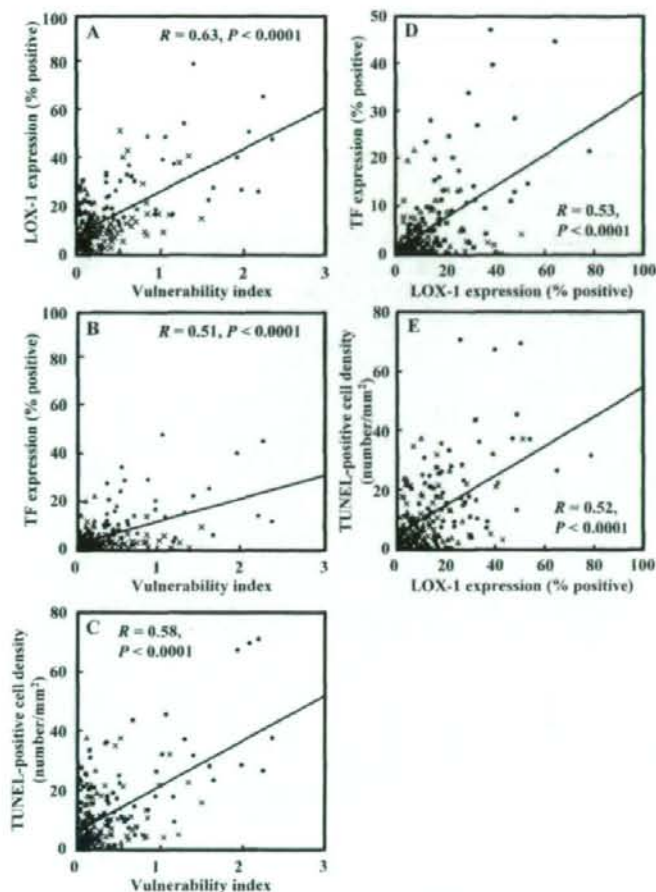 A
R = 0.63, P < 0.0001
LOX-1 expression (% positive)
100
80
60
40
20
0
0
1
2
3
Vulnerability index
B
R = 0.51, P < 0.0001
TF expression (% positive)
100
80
60
40
20
0
0
1
2
3
Vulnerability index
C
R = 0.58,
P < 0.0001
TUNEL-positive cell density
(number/mm²)
80
60
40
20
0
0
1
2
3
Vulnerability index
D
R = 0.53,
P < 0.0001
TF expression (% positive)
50
40
30
20
10
0
0
20
40
60
80
100
LOX-1 expression (% positive)
E
R = 0.52,
P < 0.0001
TUNEL-positive cell density
(number/mm²)
80
60
40
20
0
0
20
40
60
80
100
LOX-1 expression (% positive)